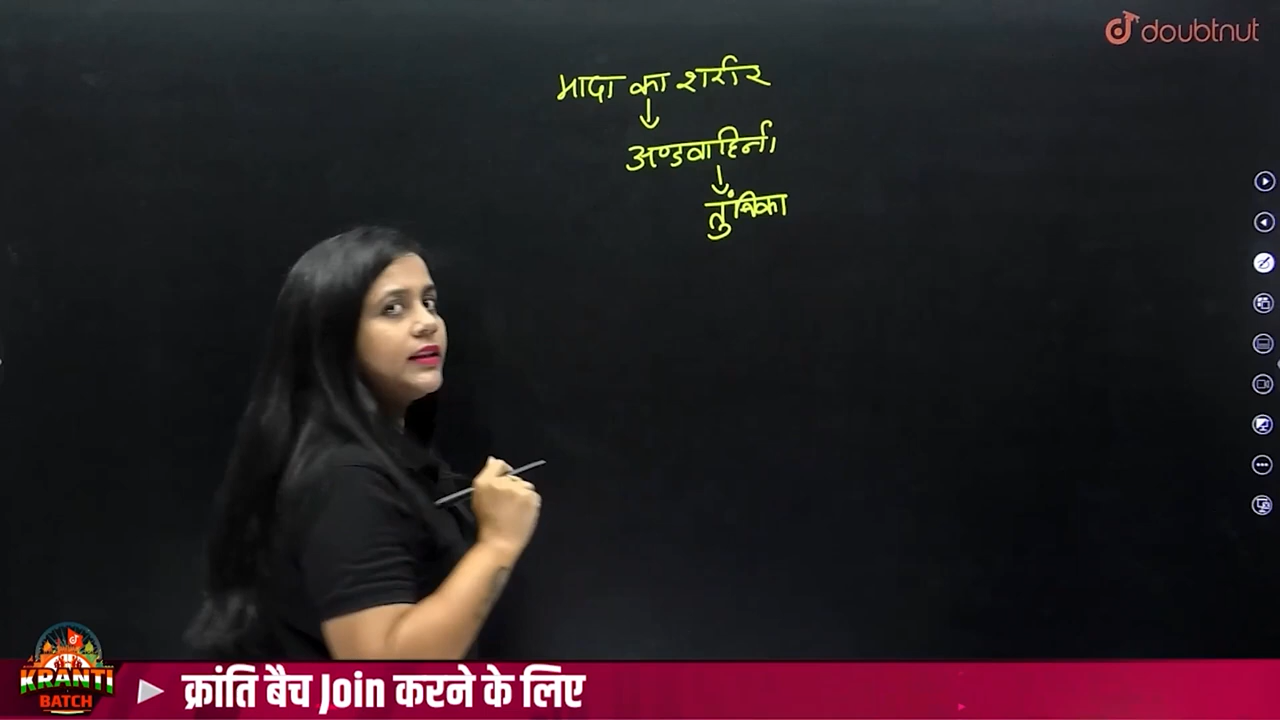 doubtnut
मादा का शरीर
अण्डवाहिनी
तुंबिका
KRANTI
BATCH
क्रांति बैच Join करने के लिए